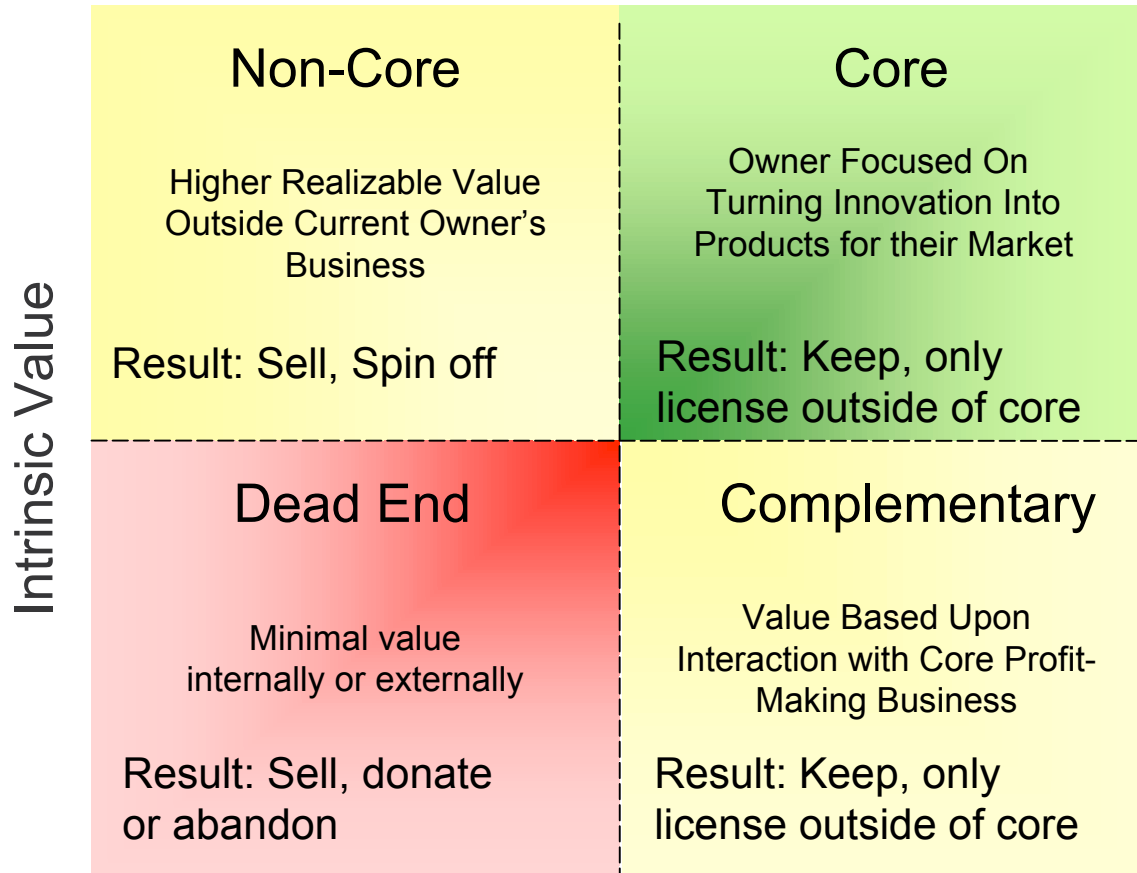 Intrinsic Value
Non-Core
Higher Realizable Value
Outside Current Owner’s
Business
Result: Sell, Spin off
Core
Owner Focused On
Turning Innovation Into
Products for their Market
Result: Keep, only
license outside of core
Dead End
Minimal value
internally or externally
Result: Sell, donate
or abandon
Complementary
Value Based Upon
Interaction with Core Profit-
Making Business
Result: Keep, only
license outside of core